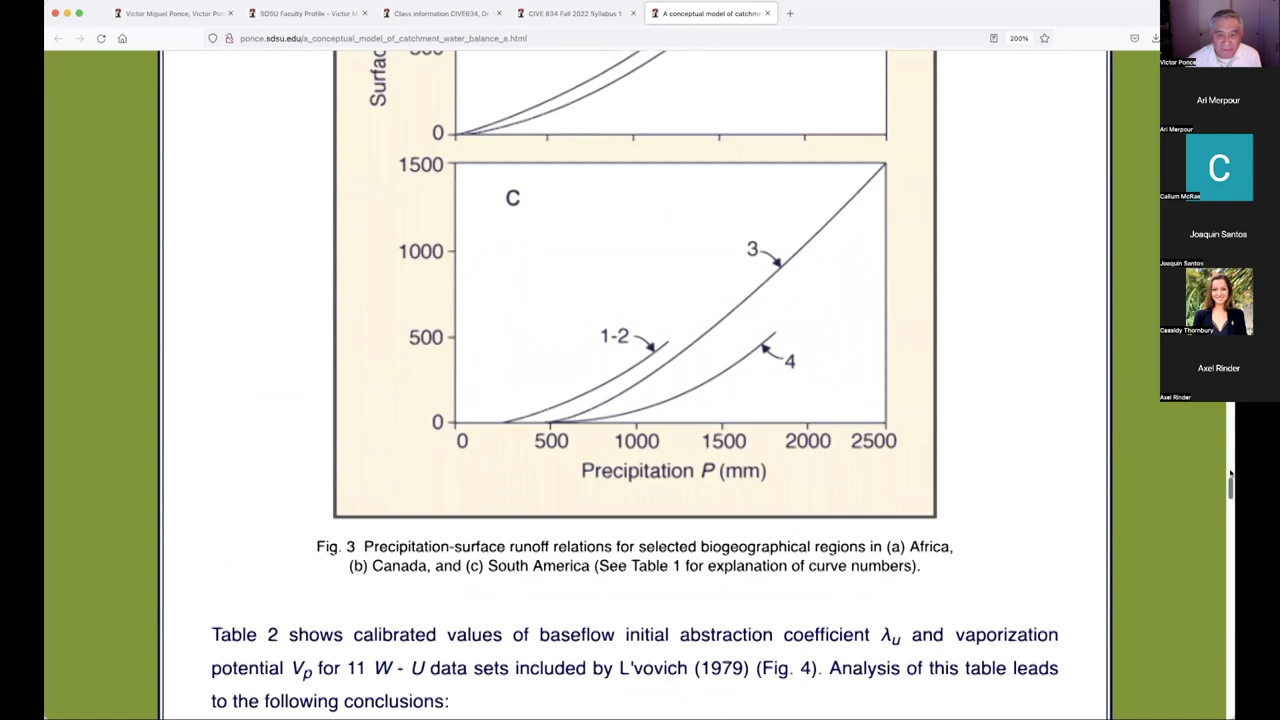 Victor Miguel Ponce, Victor Pon
SDSU Faculty Profile - Victor M
Class information CIVE634, Dr.
CIVE 634 Fall 2022 Syllabus 1
A conceptual model of catchm
ponce.sdsu.edu/a_conceptual_model_of_catchment_water_balance_a.html
200%
Victor Ponce
Ari Merpour
Ari Merpour
C
Callum McRae
Joaquin Santos
Joaquin Santos
Cassidy Thornbury
Axel Rinder
Axel Rinder
0
1500
C
1000
3
500
1-2
4
0
0 500 1000 1500 2000 2500
Precipitation P (mm)
Fig. 3 Precipitation-surface runoff relations for selected biogeographical regions in (a) Africa,
(b) Canada, and (c) South America (See Table 1 for explanation of curve numbers).
Table 2 shows calibrated values of baseflow initial abstraction coefficient λu and vaporization
potential Vp for 11 W - U data sets included by L'vovich (1979) (Fig. 4). Analysis of this table leads
to the following conclusions: